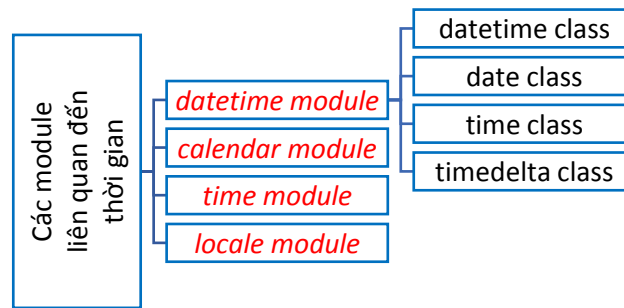 Các module
liên quan đến
thời gian
datetime module
calendar module
time module
locale module
datetime class
date class
time class
timedelta class